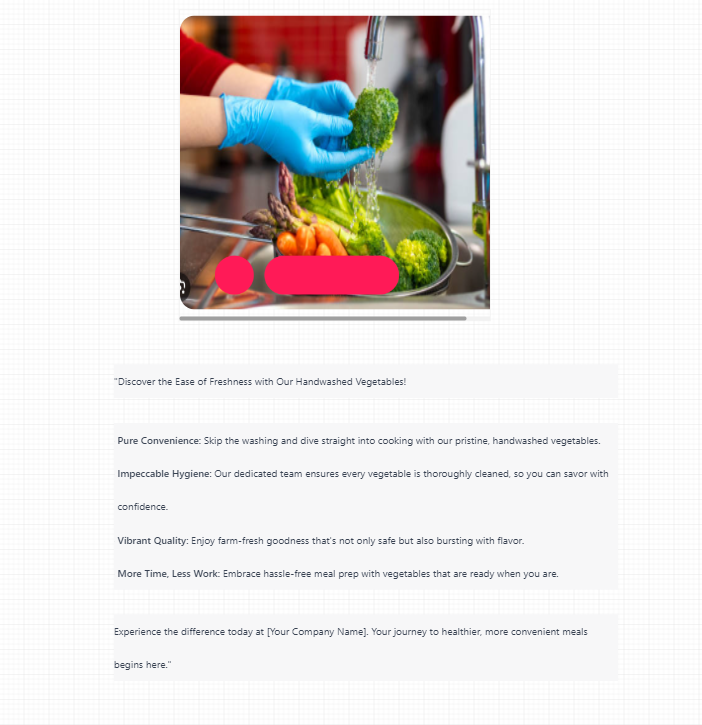 "Discover the Ease of Freshness with Our Handwashed Vegetables!
Pure Convenience: Skip the washing and dive straight into cooking with our pristine, handwashed vegetables.
Impeccable Hygiene: Our dedicated team ensures every vegetable is thoroughly cleaned, so you can savor with
confidence.
Vibrant Quality: Enjoy farm-fresh goodness that's not only safe but also bursting with flavor.
More Time, Less Work: Embrace hassle-free meal prep with vegetables that are ready when you are.
Experience the difference today at [Your Company Name]. Your journey to healthier, more convenient meals
begins here."